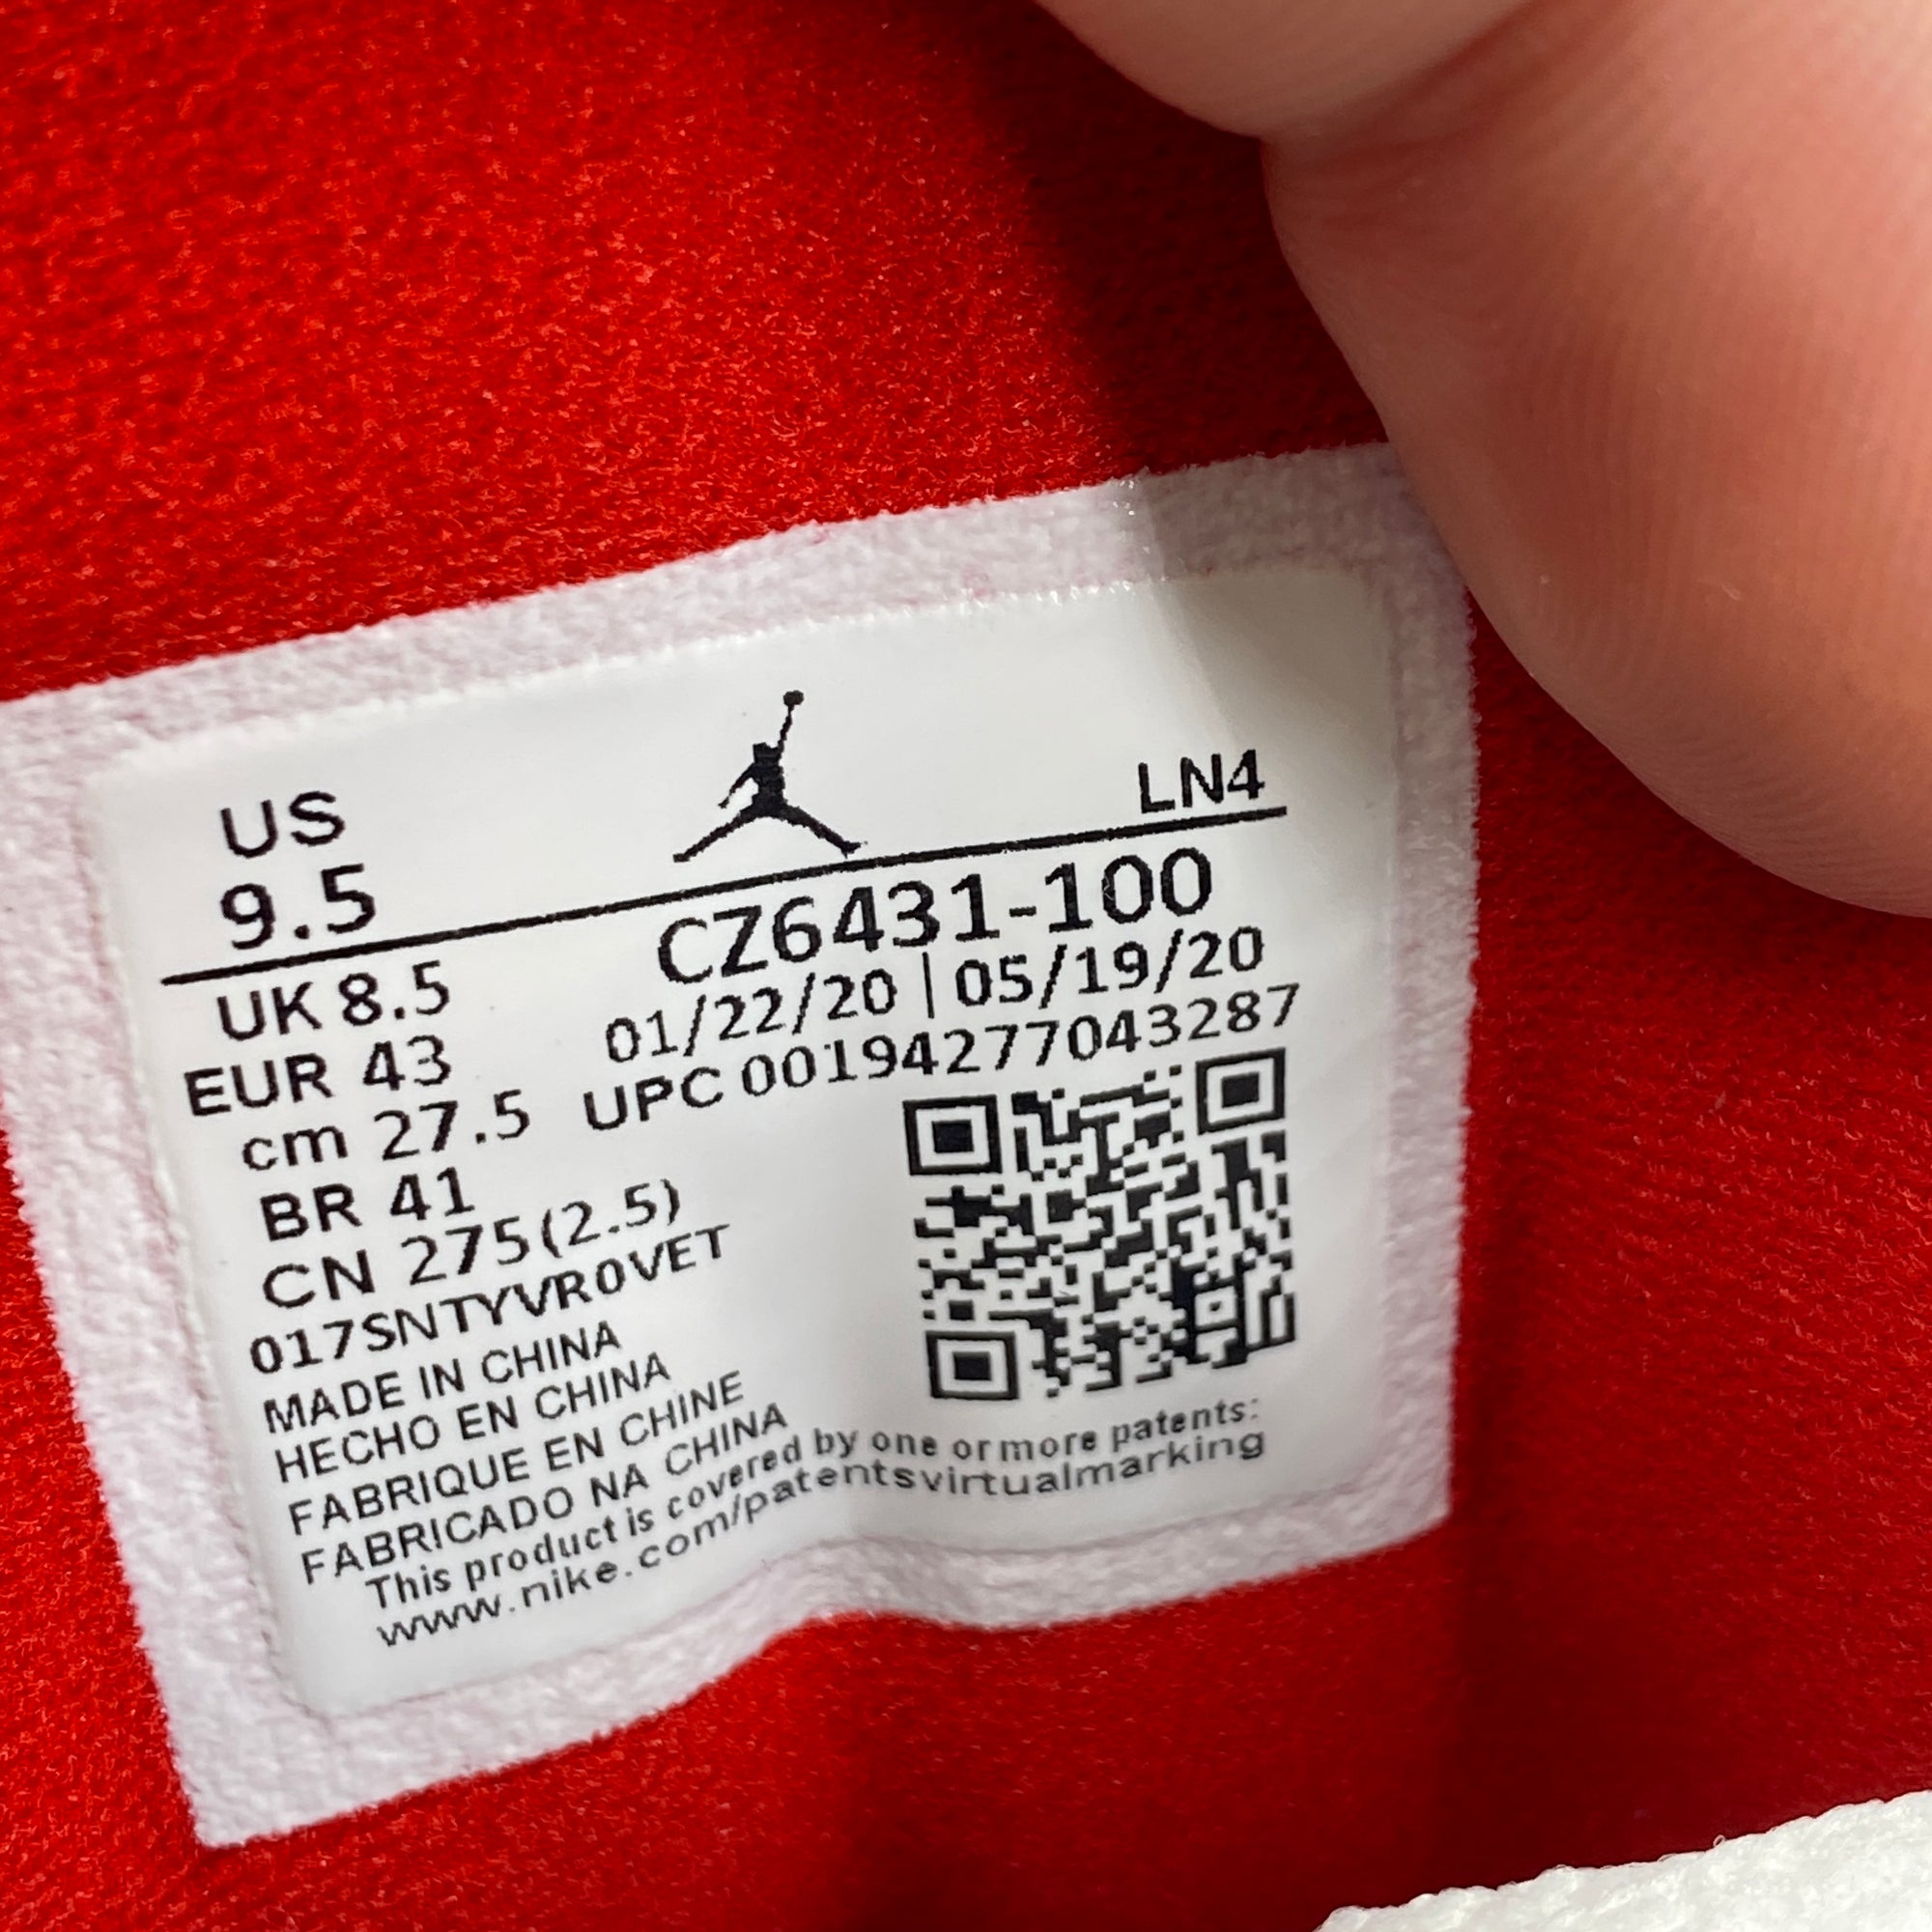 US
9.5
LN4
CZ6431-100
01/22/20 | 05/19/20
UPC 00194277043287
UK 8.5
EUR 43
cm 27.5
BR 41
CN 275(2.5)
017SNTYVR0VET
MADE IN CHINA
HECHO EN CHINA
FABRIQUE EN CHINE
FABRICADO NA CHINA
This product is covered by one or more patents:
www.nike.com/patentsvirtualmarking